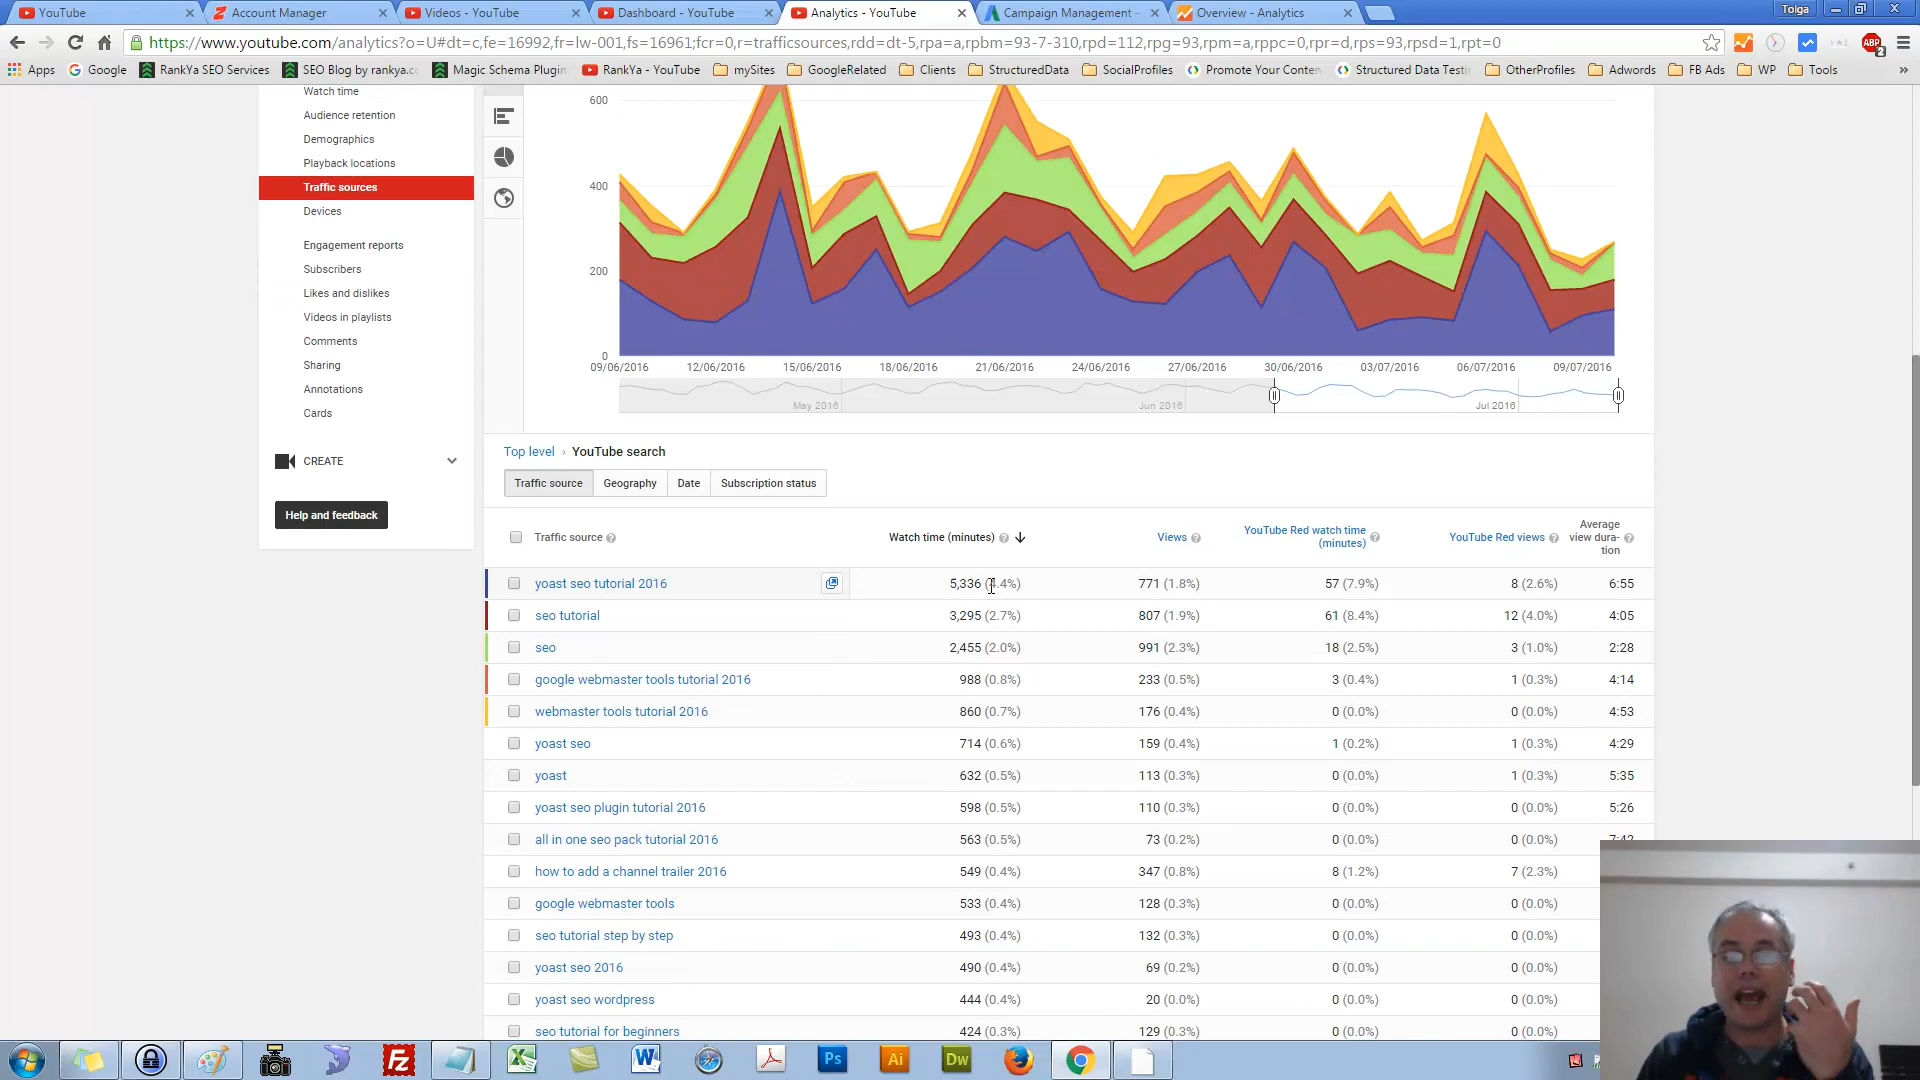 YouTube
Account Manager
Videos - YouTube
Dashboard - YouTube
Analytics - YouTube
Campaign Management -
Overview - Analytics
Tolga
https://www.youtube.com/analytics?o=U#dt=c,fe=16992,fr=lw-001,fs=16961;fcr=0,r=trafficsources,rdd=dt-5,rpa=a,rpbm=93-7-310,rpd=112,rpg=93,rpm=a,rppc=0,rpr=d,rps=93,rpsd=1,rpt=0
ABP
2
Apps
Google
RankYa SEO Services
SEO Blog by rankya.co
Magic Schema Plugin
RankYa - YouTube
mySites
GoogleRelated
Clients
StructuredData
SocialProfiles
Promote Your Conten
Structured Data Testi
OtherProfiles
Adwords
FB Ads
WP
Tools
»
Watch time
Audience retention
Demographics
Playback locations
Traffic sources
Devices
Engagement reports
Subscribers
Likes and dislikes
Videos in playlists
Comments
Sharing
Annotations
Cards
CREATE
Help and feedback
600
400
200
0
09/06/2016 12/06/2016 15/06/2016 18/06/2016 21/06/2016 24/06/2016 27/06/2016 30/06/2016 03/07/2016 06/07/2016 09/07/2016
May 2016 Jun 2016 Jul 2016
Top level › YouTube search
Traffic source Geography Date Subscription status
Traffic source Watch time (minutes) Views YouTube Red watch time (minutes) YouTube Red views Average view dura-tion
yoast seo tutorial 2016 5,336 (4.4%) 771 (1.8%) 57 (7.9%) 8 (2.6%) 6:55
seo tutorial 3,295 (2.7%) 807 (1.9%) 61 (8.4%) 12 (4.0%) 4:05
seo 2,455 (2.0%) 991 (2.3%) 18 (2.5%) 3 (1.0%) 2:28
google webmaster tools tutorial 2016 988 (0.8%) 233 (0.5%) 3 (0.4%) 1 (0.3%) 4:14
webmaster tools tutorial 2016 860 (0.7%) 176 (0.4%) 0 (0.0%) 0 (0.0%) 4:53
yoast seo 714 (0.6%) 159 (0.4%) 1 (0.2%) 1 (0.3%) 4:29
yoast 632 (0.5%) 113 (0.3%) 0 (0.0%) 1 (0.3%) 5:35
yoast seo plugin tutorial 2016 598 (0.5%) 110 (0.3%) 0 (0.0%) 0 (0.0%) 5:26
all in one seo pack tutorial 2016 563 (0.5%) 73 (0.2%) 0 (0.0%) 0 (0.0%)
how to add a channel trailer 2016 549 (0.4%) 347 (0.8%) 8 (1.2%) 7 (2.3%)
google webmaster tools 533 (0.4%) 128 (0.3%) 0 (0.0%) 0 (0.0%)
seo tutorial step by step 493 (0.4%) 132 (0.3%) 0 (0.0%) 0 (0.0%)
yoast seo 2016 490 (0.4%) 69 (0.2%) 0 (0.0%) 0 (0.0%)
yoast seo wordpress 444 (0.4%) 20 (0.0%) 0 (0.0%) 0 (0.0%)
seo tutorial for beginners 424 (0.3%) 129 (0.3%) 0 (0.0%) 0 (0.0%)
Fz
W
Ps
Ai
Dw